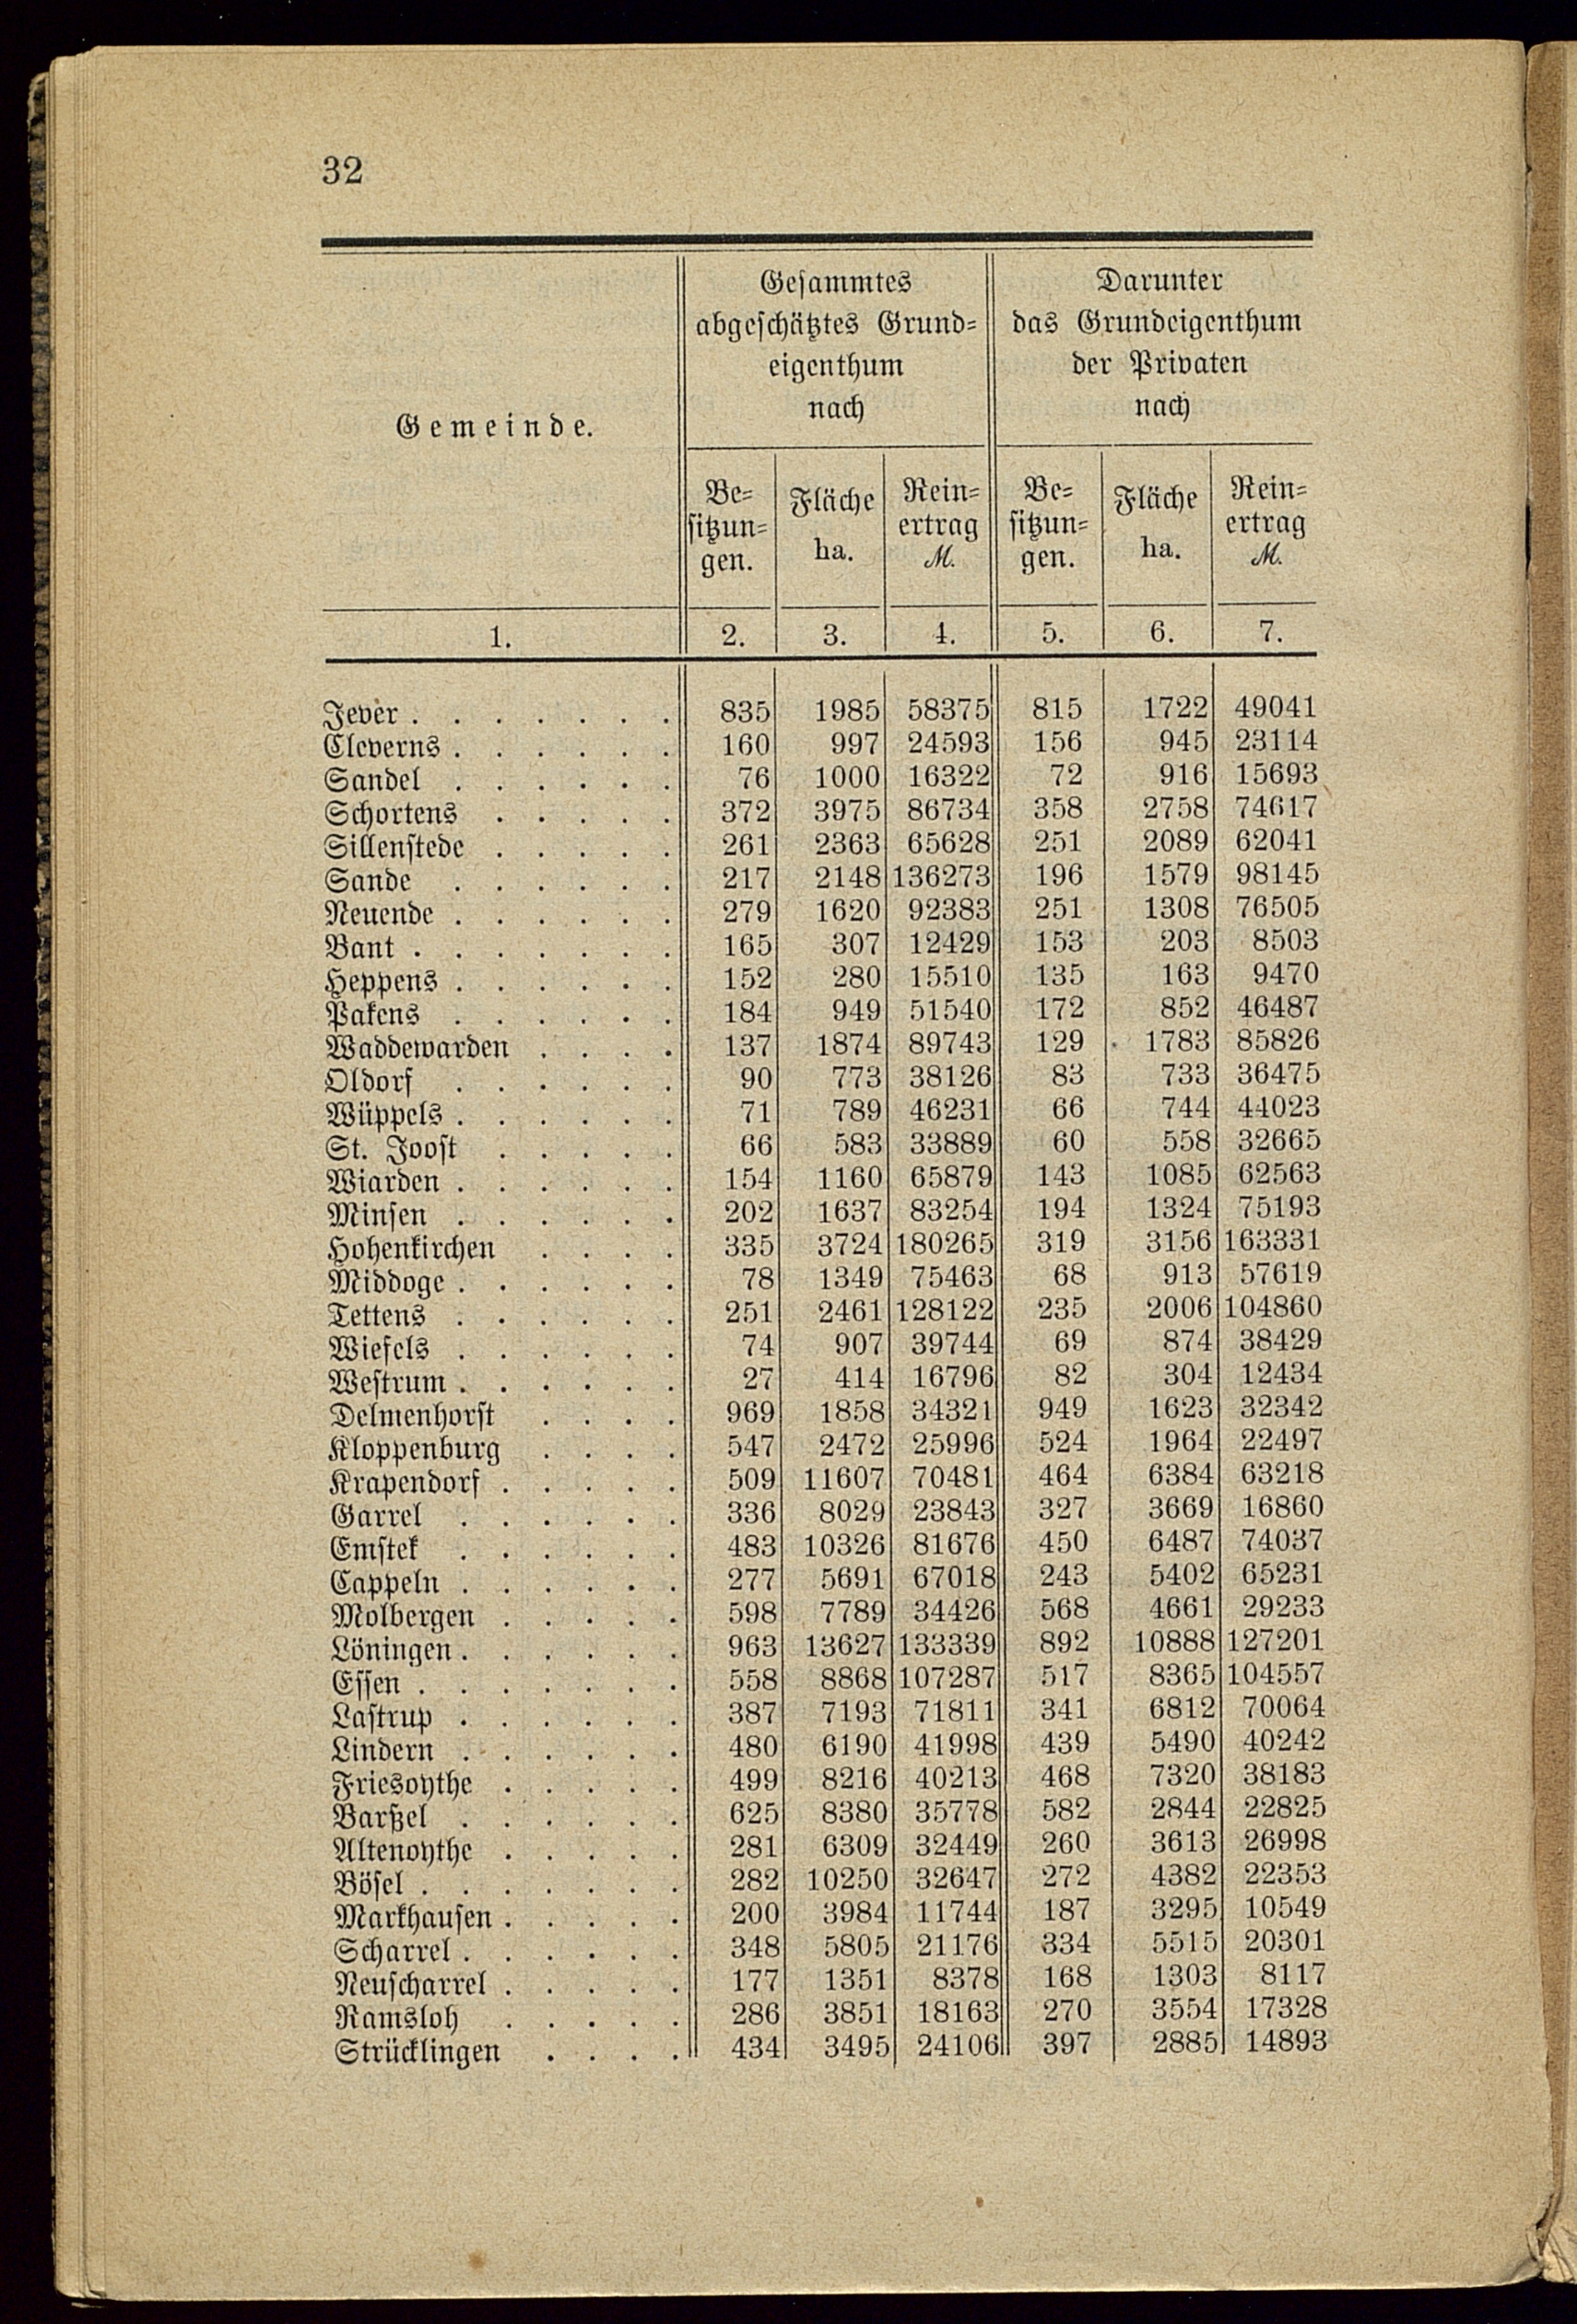 32
Gemeinde.
Gesammtes
abgeschätztes Grund-
eigenthum
nach
Darunter
das Grundeigenthum
der Privaten
nach
Be-
sitzun-
gen.
Fläche
ha.
Rein-
ertrag
M.
Be-
sitzun-
gen.
Fläche
ha.
Rein-
ertrag
M.
1. 2. 3. 4. 5. 6. 7.
Jever . . . . . . . 835 1985 58375 815 1722 49041
Cleverns . . . . . . 160 997 24593 156 945 23114
Sandel . . . . . . 76 1000 16322 72 916 15693
Schortens . . . . . 372 3975 86734 358 2758 74617
Sillenstede . . . . . 261 2363 65628 251 2089 62041
Sande . . . . . . 217 2148 136273 196 1579 98145
Neuende . . . . . . 279 1620 92383 251 1308 76505
Bant . . . . . . . 165 307 12429 153 203 8503
Heppens . . . . . . 152 280 15510 135 163 9470
Pakens . . . . . . 184 949 51540 172 852 46487
Waddewarden . . . . 137 1874 89743 129 1783 85826
Oldorf . . . . . . 90 773 38126 83 733 36475
Wüppels . . . . . . 71 789 46231 66 744 44023
St. Joost . . . . . 66 583 33889 60 558 32665
Wiarden . . . . . . 154 1160 65879 143 1085 62563
Minsen . . . . . . 202 1637 83254 194 1324 75193
Hohenkirchen . . . . 335 3724 180265 319 3156 163331
Middoge . . . . . . 78 1349 75463 68 913 57619
Tettens . . . . . . 251 2461 128122 235 2006 104860
Wiefels . . . . . . 74 907 39744 69 874 38429
Westrum . . . . . . 27 414 16796 82 304 12434
Delmenhorst . . . . 969 1858 34321 949 1623 32342
Kloppenburg . . . . 547 2472 25996 524 1964 22497
Krapendorf . . . . . 509 11607 70481 464 6384 63218
Garrel . . . . . . 336 8029 23843 327 3669 16860
Emstek . . . . . . 483 10326 81676 450 6487 74037
Cappeln . . . . . . 277 5691 67018 243 5402 65231
Molbergen . . . . . 598 7789 34426 568 4661 29233
Löningen . . . . . . 963 13627 133339 892 10888 127201
Essen . . . . . . . 558 8868 107287 517 8365 104557
Lastrup . . . . . . 387 7193 71811 341 6812 70064
Lindern . . . . . . 480 6190 41998 439 5490 40242
Friesoythe . . . . . 499 8216 40213 468 7320 38183
Barßel . . . . . . 625 8380 35778 582 2844 22825
Altenoythe . . . . . 281 6309 32449 260 3613 26998
Bösel . . . . . . . 282 10250 32647 272 4382 22353
Markhausen . . . . . 200 3984 11744 187 3295 10549
Scharrel . . . . . . 348 5805 21176 334 5515 20301
Neuscharrel . . . . . 177 1351 8378 168 1303 8117
Ramsloh . . . . . 286 3851 18163 270 3554 17328
Strücklingen . . . . 434 3495 24106 397 2885 14893